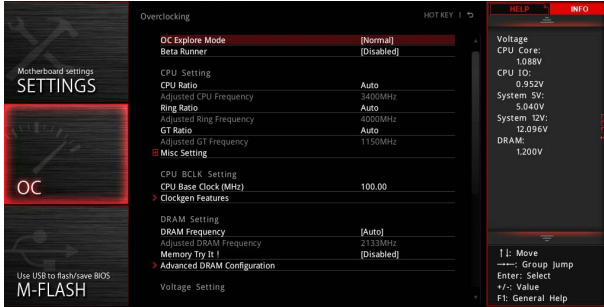 Motherboard settings
SETTINGS
OC
Use USB to flash/save BIOS
M-FLASH
Overclocking
HOT KEY |
OC Explore Mode [Normal]
Beta Runner [Disabled]
CPU Setting
CPU Ratio Auto
Adjusted CPU Frequency 3400MHz
Ring Ratio Auto
Adjusted Ring Frequency 4000MHz
GT Ratio Auto
Adjusted GT Frequency 1150MHz
Misc Setting
CPU BCLK Setting
CPU Base Clock (MHz) 100.00
Clockgen Features
DRAM Setting
DRAM Frequency [Auto]
Adjusted DRAM Frequency 2133MHz
Memory Try It ! [Disabled]
Advanced DRAM Configuration
Voltage Setting
HELP
INFO
Voltage
CPU Core:
1.088V
CPU IO:
0.952V
System 5V:
5.040V
System 12V:
12.096V
DRAM:
1.200V
↑↓: Move
→←: Group Jump
Enter: Select
+/-: Value
F1: General Help